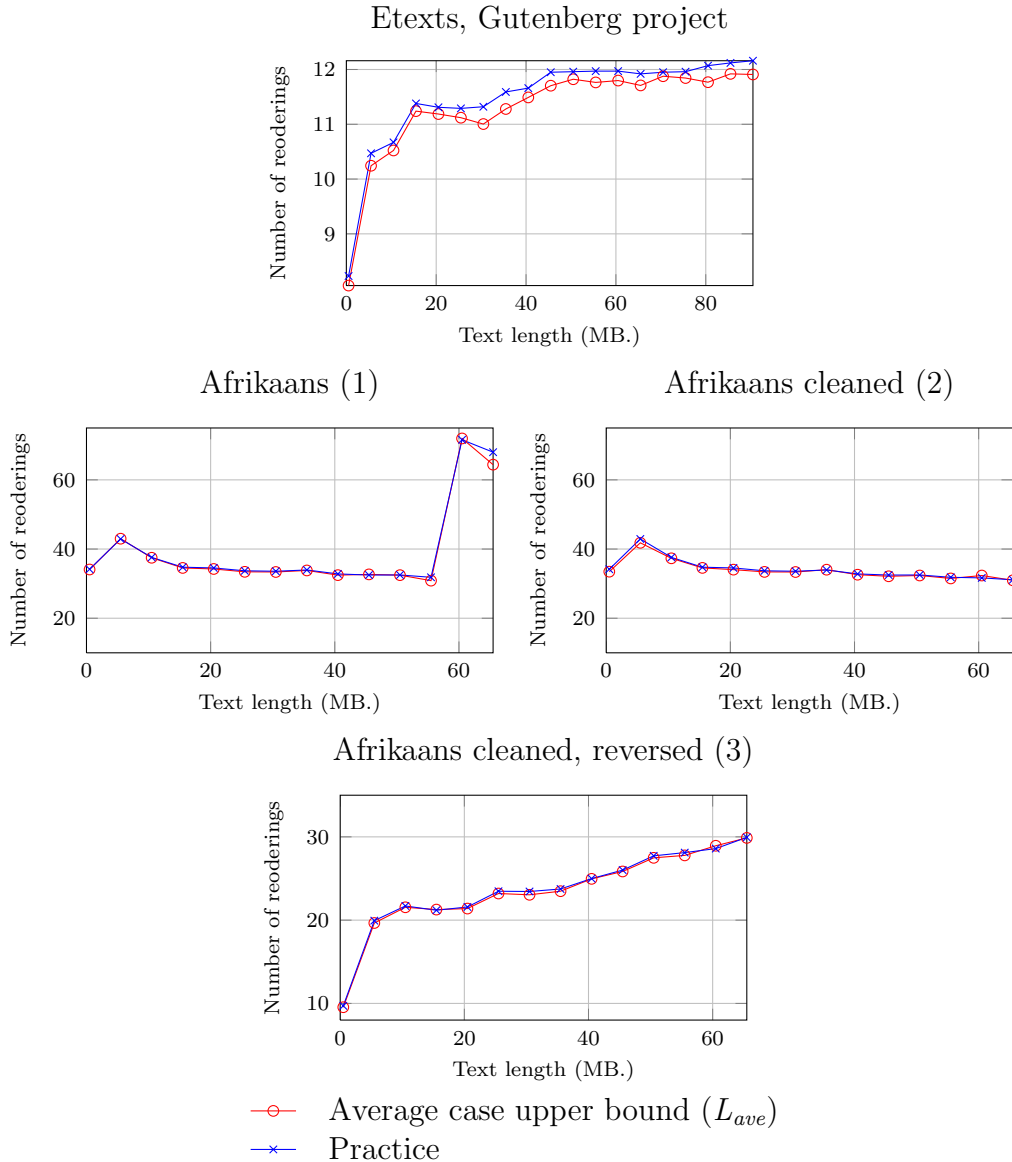 Etexts, Gutenberg project
Number of reoderings
12
11
10
9
0 20 40 60 80
Text length (MB.)
Afrikaans (1)
Number of reoderings
60
40
20
0 20 40 60
Text length (MB.)
Afrikaans cleaned (2)
Number of reoderings
60
40
20
0 20 40 60
Text length (MB.)
Afrikaans cleaned, reversed (3)
Number of reoderings
30
20
10
0 20 40 60
Text length (MB.)
Average case upper bound (Lave)
Practice